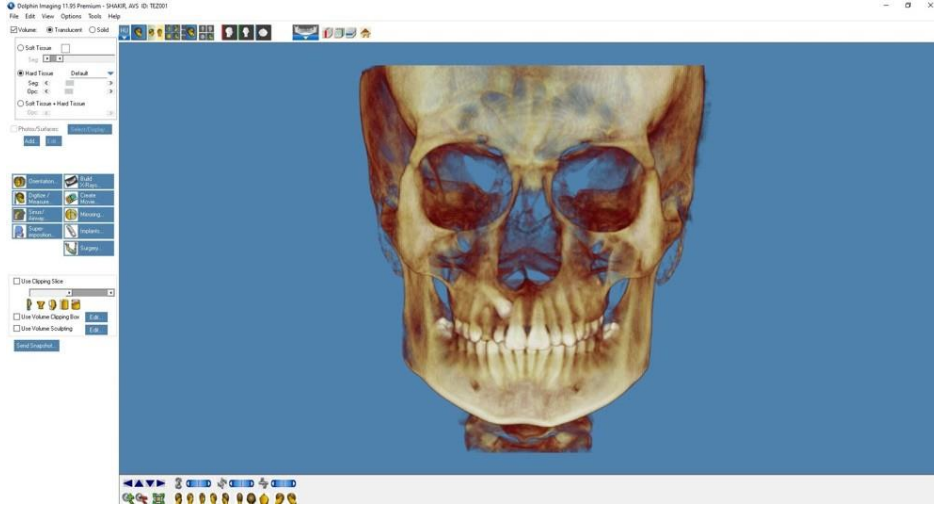 Dolphin Imaging 11.95 Premium - SHAKIR, AVS ID: TEZ001
File Edit View Options Tools Help
Volume: Translucent Solid
Soft Tissue
Seg
Hard Tissue Default
Seg
Opc
Soft Tissue + Hard Tissue
Opc
Photos/Surfaces: Select/Display...
Add... Edit...
Orientation... Build X-Rays...
Digitize / Measure... Create Movie...
Sinus/ Airway... Mirroring...
Super- imposition... Implants...
Surgery...
Use Clipping Slice
Use Volume Clipping Box Edit...
Use Volume Sculpting Edit...
Send Snapshot...